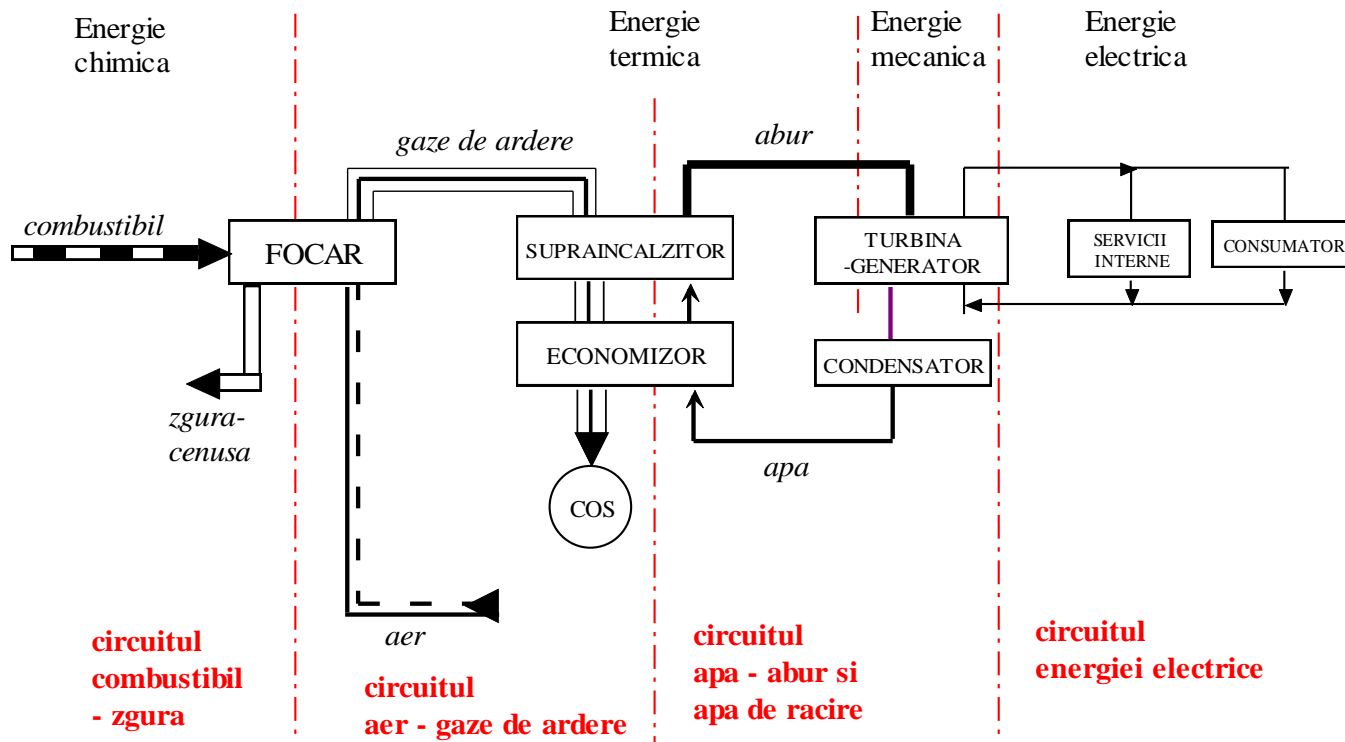 Energie
chimica
Energie
termica
Energie
mecanica
Energie
electrica
gaze de ardere
abur
combustibil
FOCAR
SUPRAINCALZITOR
TURBINA
-GENERATOR
SERVICII
INTERNE
CONSUMATOR
ECONOMIZOR
CONDENSATOR
zgura-
cenusa
apa
COS
aer
circuitul
combustibil
- zgura
circuitul
aer - gaze de ardere
circuitul
apa - abur si
apa de racire
circuitul
energiei electrice